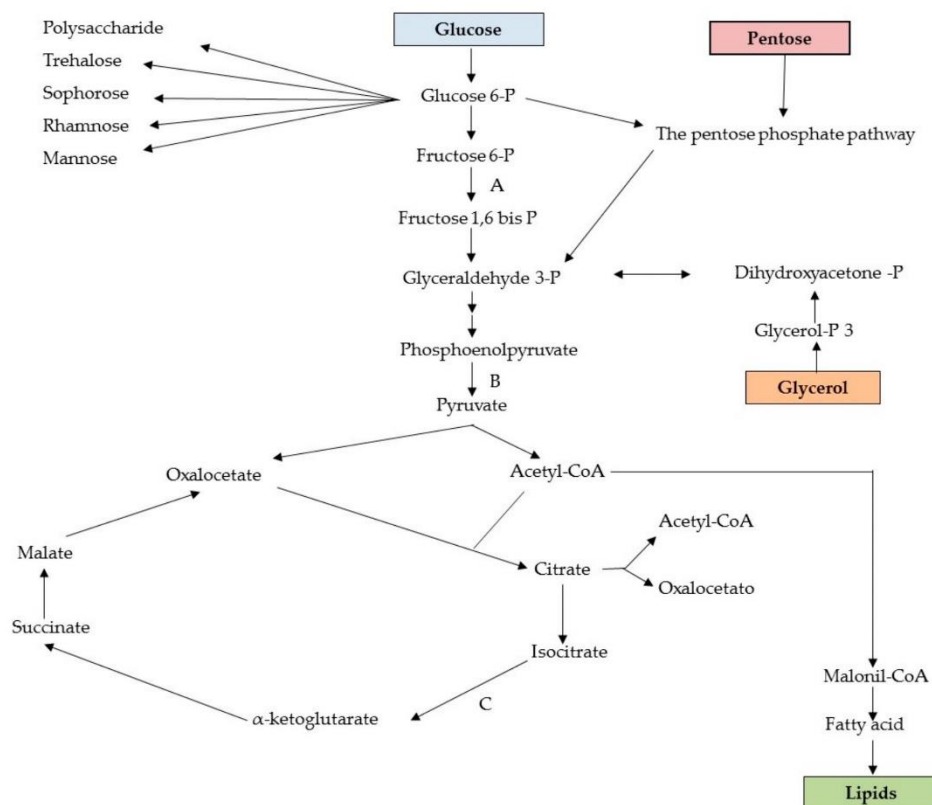 Polysaccharide
Trehalose
Sophorose
Rhamnose
Mannose
Glucose
Pentose
Glucose 6-P
The pentose phosphate pathway
Fructose 6-P
A
Fructose 1,6 bis P
Glyceraldehyde 3-P
Dihydroxyacetone -P
Glycerol-P 3
Phosphoenolpyruvate
B
Glycerol
Pyruvate
Oxalocetate
Acetyl-CoA
Acetyl-CoA
Malate
Citrate
Oxalocetato
Succinate
Isocitrate
Malonil-CoA
C
α-ketoglutarate
Fatty acid
Lipids